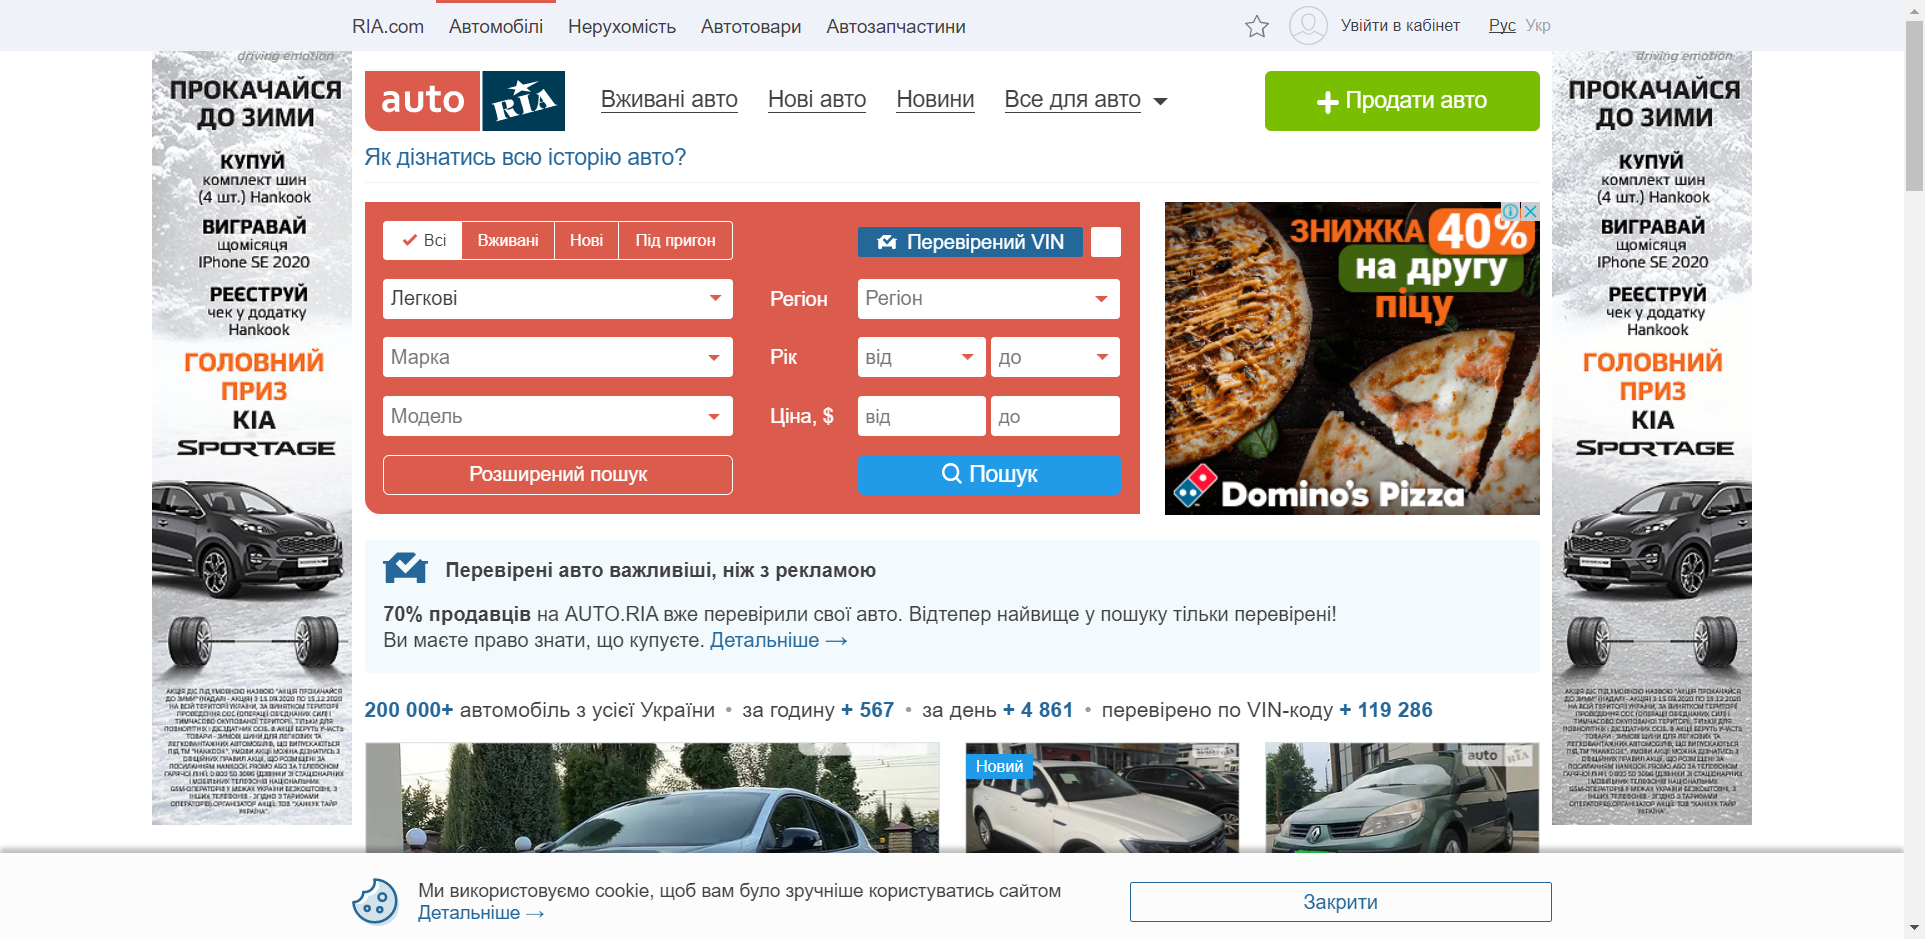 RIA.com Автомобілі Нерухомість Автотовари Автозапчастини Увійти в кабінет Рус Укр
driving emotion
ПРОКАЧАЙСЯ
ДО ЗИМИ
КУПУЙ
комплект шин
(4 шт.) Hankook
ВИГРАВАЙ
щомісяця
IPhone SE 2020
РЕЄСТРУЙ
чек у додатку
Hankook
ГОЛОВНИЙ
ПРИЗ
KIA
SPORTAGE
auto RIA Вживані авто Нові авто Новини Все для авто Продати авто
Як дізнатись всю історію авто?
Всі Вживані Нові Під пригон Перевірений VIN
Легкові Регіон Регіон
Марка Рік від до
Модель Ціна, $ від до
Розширений пошук Пошук
ЗНИЖКА 40%
на другу
піцу
Domino's Pizza
Перевірені авто важливіші, ніж з рекламою
70% продавців на AUTO.RIA вже перевірили свої авто. Відтепер найвище у пошуку тільки перевірені!
Ви маєте право знати, що купуєте. Детальніше →
200 000+ автомобіль з усієї України • за годину + 567 • за день + 4 861 • перевірено по VIN-коду + 119 286
Новий
auto RIA
driving emotion
ПРОКАЧАЙСЯ
ДО ЗИМИ
КУПУЙ
комплект шин
(4 шт.) Hankook
ВИГРАВАЙ
щомісяця
IPhone SE 2020
РЕЄСТРУЙ
чек у додатку
Hankook
ГОЛОВНИЙ
ПРИЗ
KIA
SPORTAGE
Ми використовуємо cookie, щоб вам було зручніше користуватись сайтом
Детальніше →
Закрити